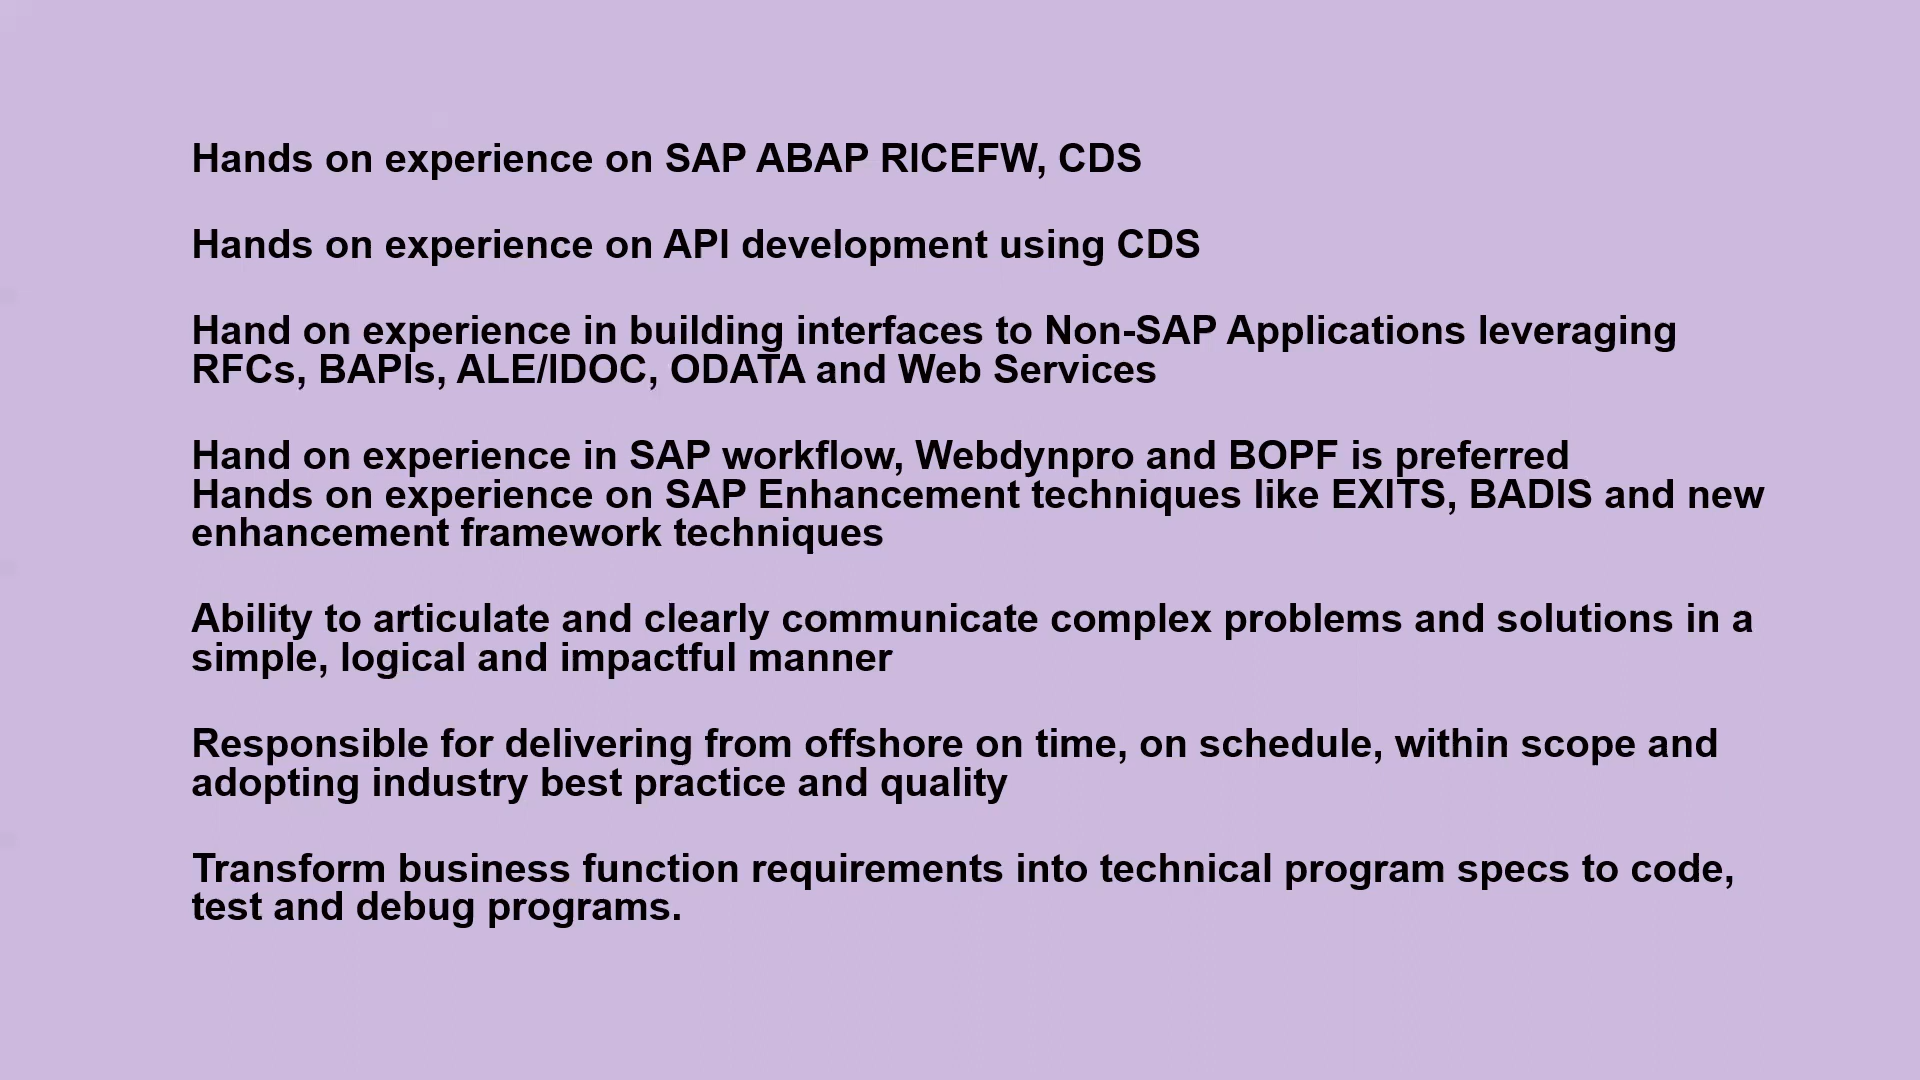 Hands on experience on SAP ABAP RICEFW, CDS
Hands on experience on API development using CDS
Hand on experience in building interfaces to Non-SAP Applications leveraging
RFCs, BAPIs, ALE/IDOC, ODATA and Web Services
Hand on experience in SAP workflow, Webdynpro and BOPF is preferred
Hands on experience on SAP Enhancement techniques like EXITS, BADIS and new
enhancement framework techniques
Ability to articulate and clearly communicate complex problems and solutions in a
simple, logical and impactful manner
Responsible for delivering from offshore on time, on schedule, within scope and
adopting industry best practice and quality
Transform business function requirements into technical program specs to code,
test and debug programs.